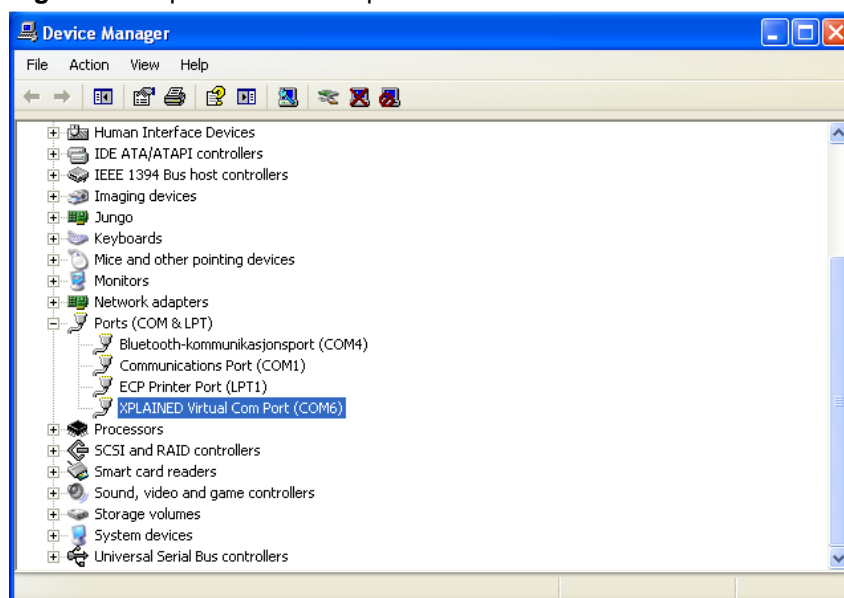 Device Manager
File Action View Help
Human Interface Devices
IDE ATA/ATAPI controllers
IEEE 1394 Bus host controllers
Imaging devices
Jungo
Keyboards
Mice and other pointing devices
Monitors
Network adapters
Ports (COM & LPT)
Bluetooth-kommunikasjonsport (COM4)
Communications Port (COM1)
ECP Printer Port (LPT1)
XPLAINED Virtual Com Port (COM6)
Processors
SCSI and RAID controllers
Smart card readers
Sound, video and game controllers
Storage volumes
System devices
Universal Serial Bus controllers